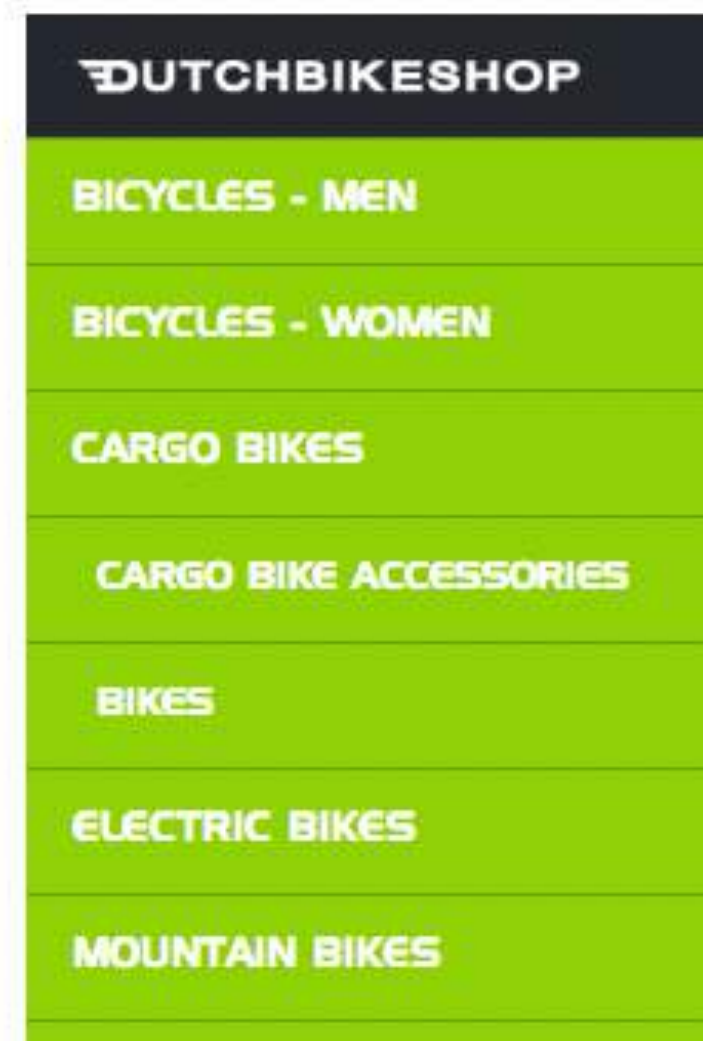 DUTCHBIKESHOP
BICYCLES - MEN
BICYCLES - WOMEN
CARGO BIKES
CARGO BIKE ACCESSORIES
BIKES
ELECTRIC BIKES
MOUNTAIN BIKES